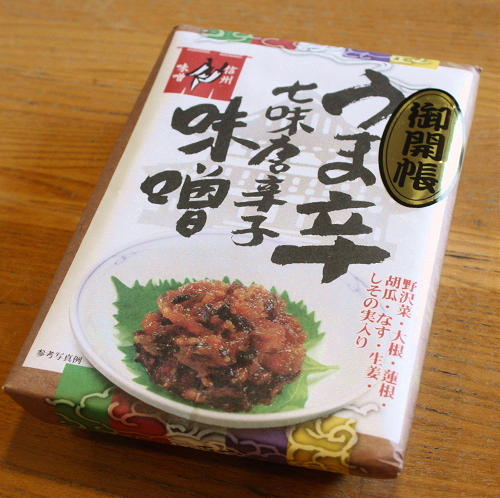 御開帳
うま辛
七味唐辛子
味噌
信州
味噌
野沢菜・大根・蓮根・
胡瓜・なす・生姜・
しその実入り
参考写真例